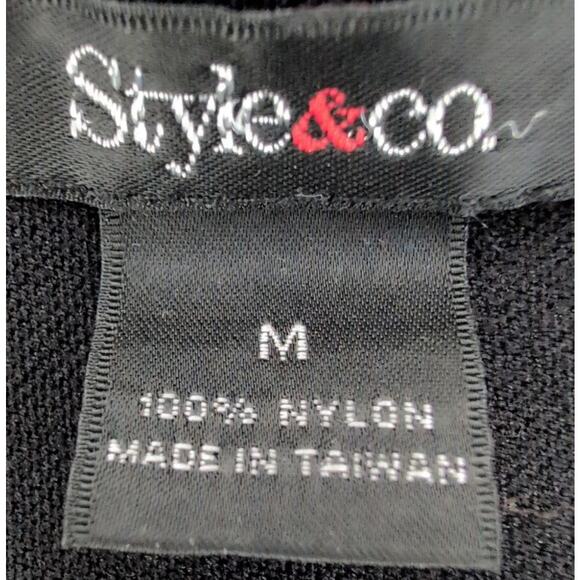 Style&co.
M
100% NYLON
MADE IN TAIWAN